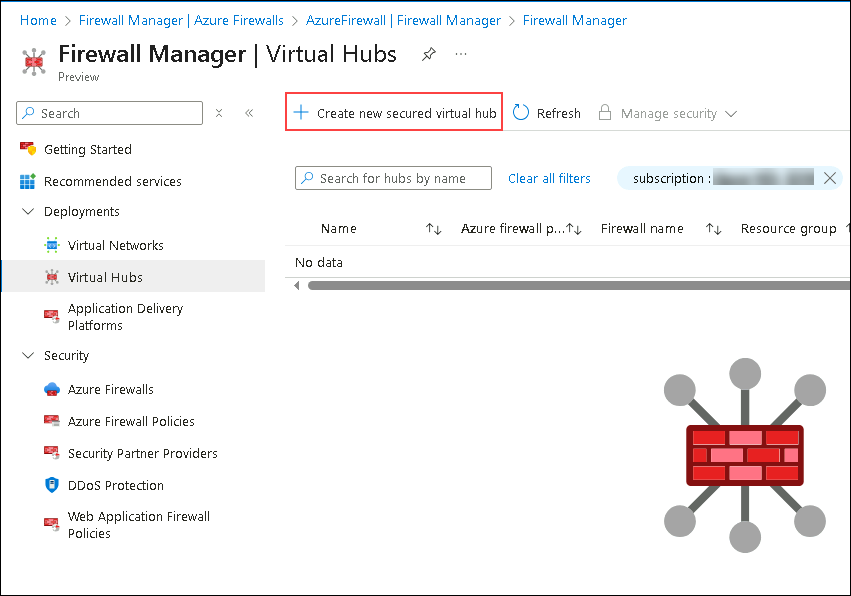 Home > Firewall Manager | Azure Firewalls > AzureFirewall | Firewall Manager > Firewall Manager
Firewall Manager | Virtual Hubs
Preview
Search
Create new secured virtual hub
Refresh
Manage security
Getting Started
Recommended services
Deployments
Virtual Networks
Virtual Hubs
Application Delivery
Platforms
Security
Azure Firewalls
Azure Firewall Policies
Security Partner Providers
DDoS Protection
Web Application Firewall
Policies
Search for hubs by name
Clear all filters
subscription :
Name
Azure firewall p...
Firewall name
Resource group
No data